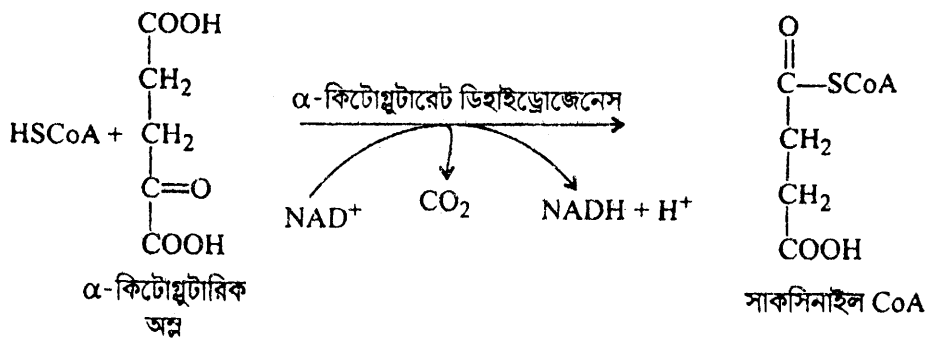 COOH
CH₂
HSCoA + CH₂
C=O
COOH
α-কিটোগ্লুটারিক
অম্ল
α-কিটোগ্লুটারেট ডিহাইড্রোজেনেস
NAD⁺
CO₂
NADH + H⁺
O
C—SCoA
CH₂
CH₂
COOH
সাকসিনাইল CoA